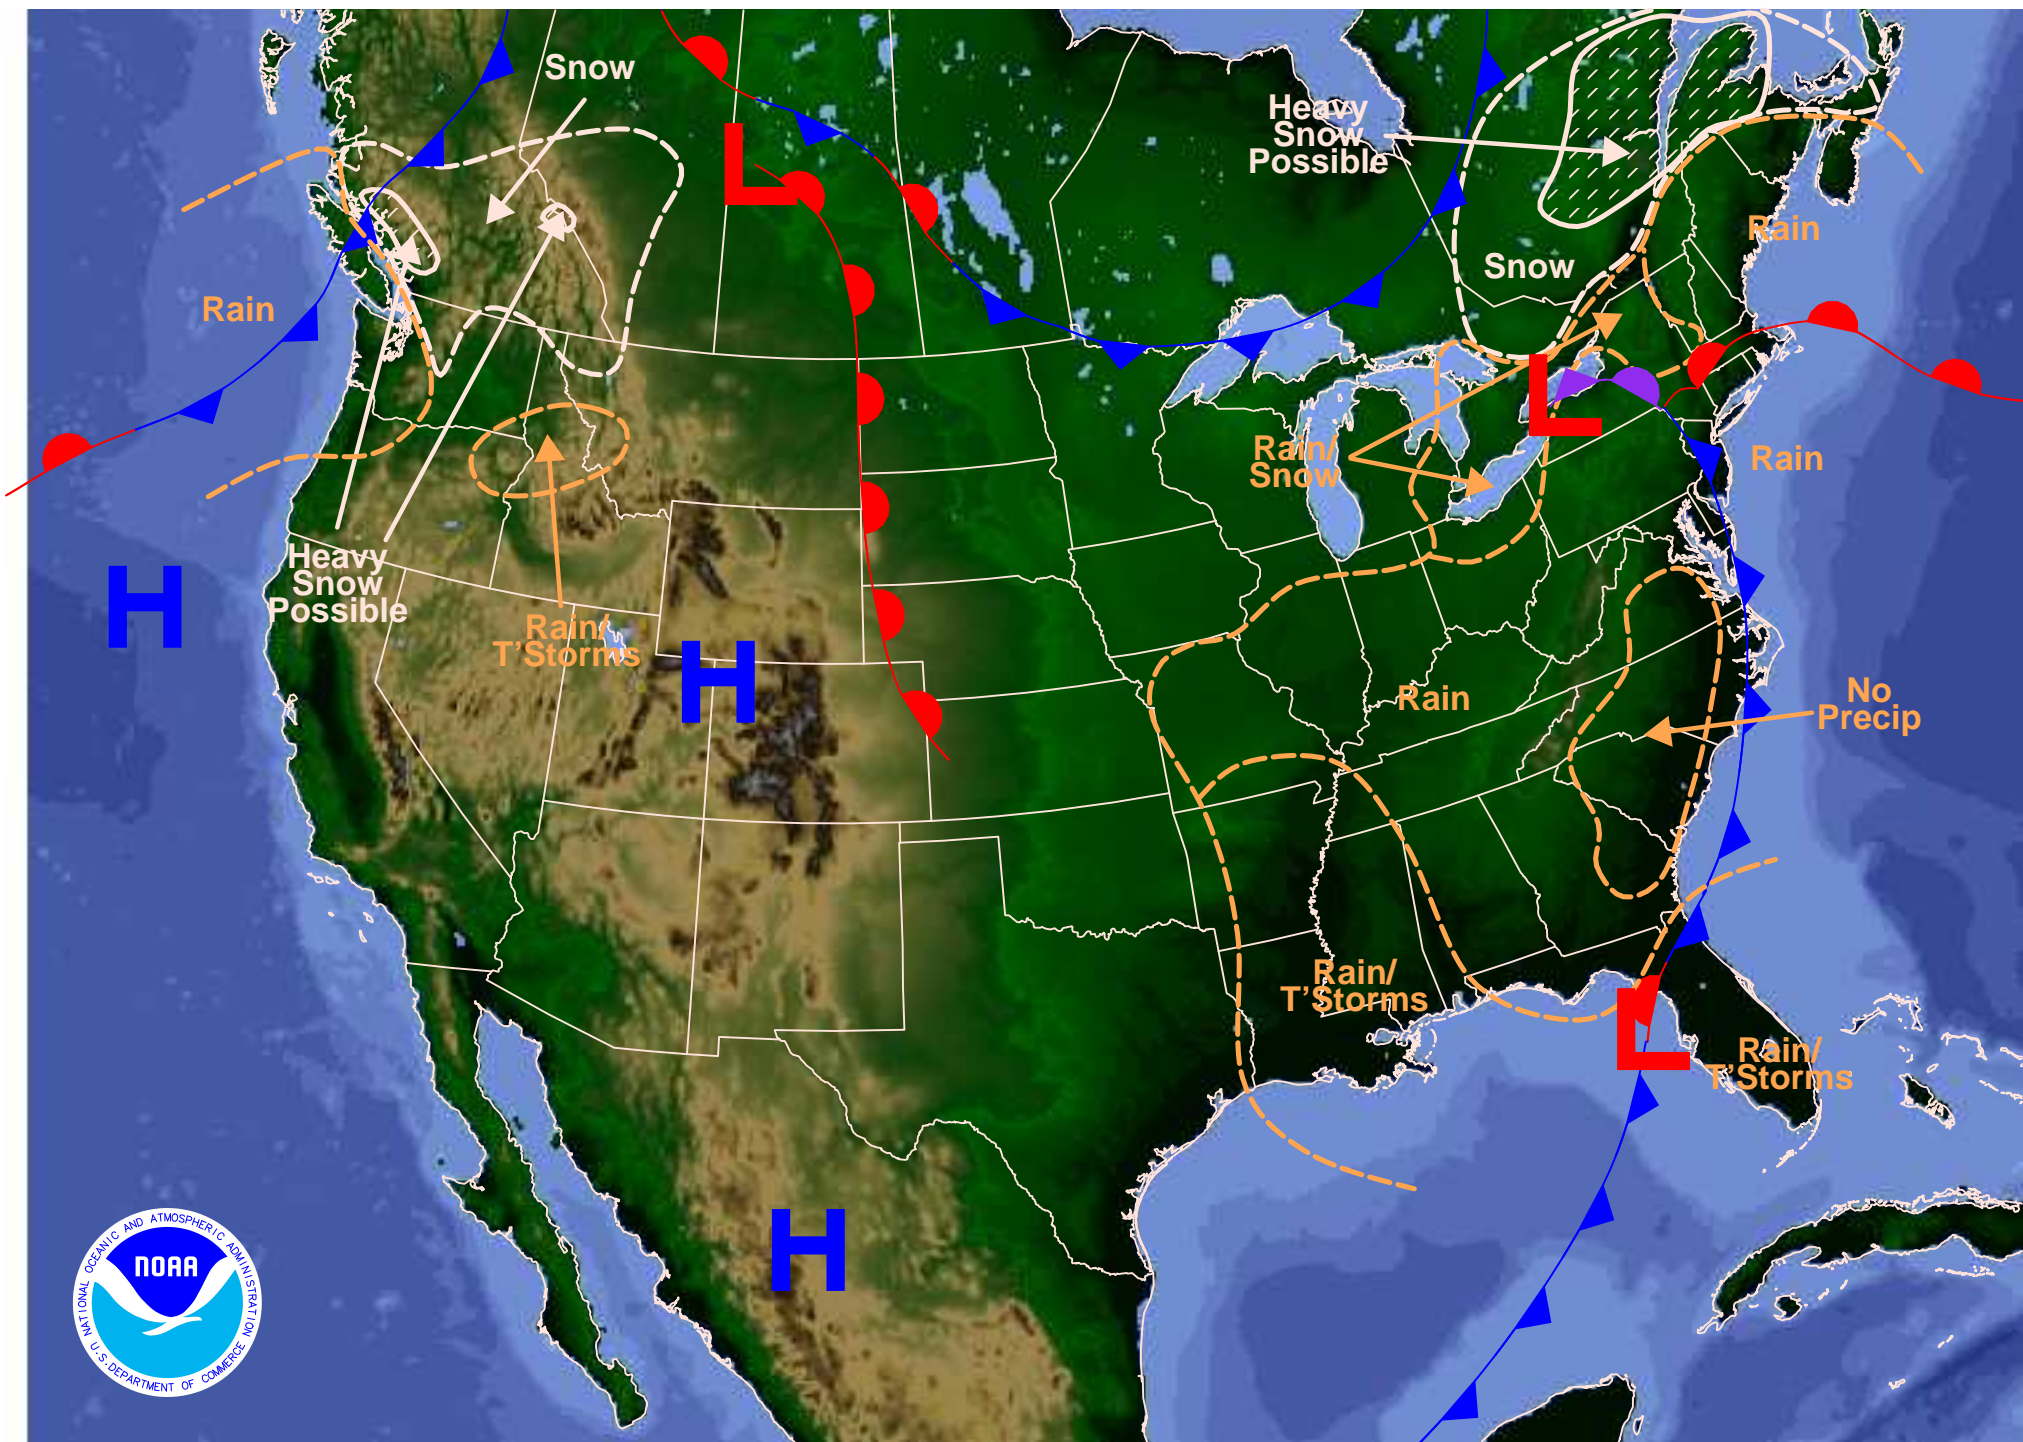 Snow
Heavy
Snow
Possible
Rain
Snow
Rain
L
Rain/
Snow
L
Rain
H
Heavy
Snow
Possible
Rain/
T'Storms
H
Rain
No
Precip
Rain/
T'Storms
L
Rain/
T'Storms
H
NATIONAL OCEANIC AND ATMOSPHERIC ADMINISTRATION
NOAA
U.S. DEPARTMENT OF COMMERCE